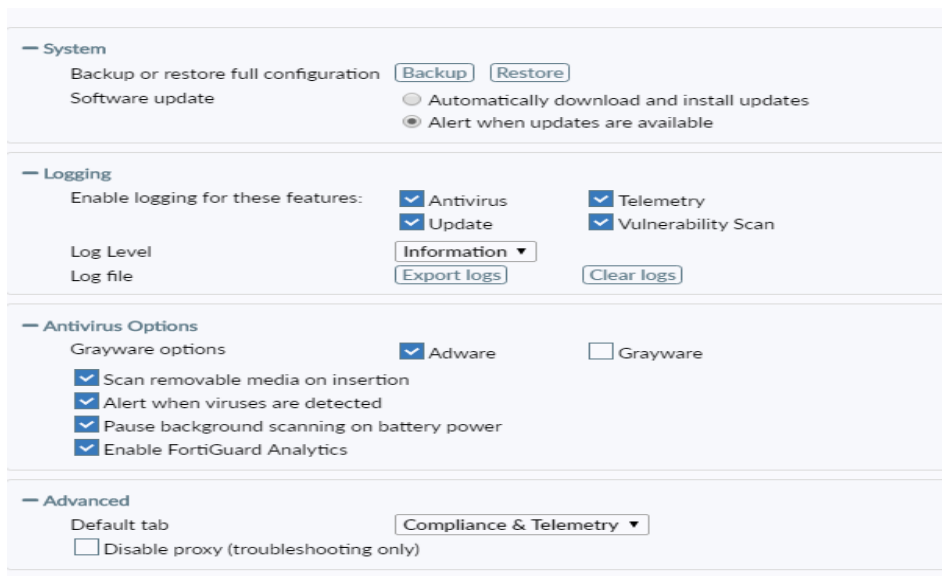 System
Backup or restore full configuration Backup Restore
Software update Automatically download and install updates
Alert when updates are available
Logging
Enable logging for these features: Antivirus Telemetry
Update Vulnerability Scan
Log Level Information
Log file Export logs Clear logs
Antivirus Options
Grayware options Adware Grayware
Scan removable media on insertion
Alert when viruses are detected
Pause background scanning on battery power
Enable FortiGuard Analytics
Advanced
Default tab Compliance & Telemetry
Disable proxy (troubleshooting only)